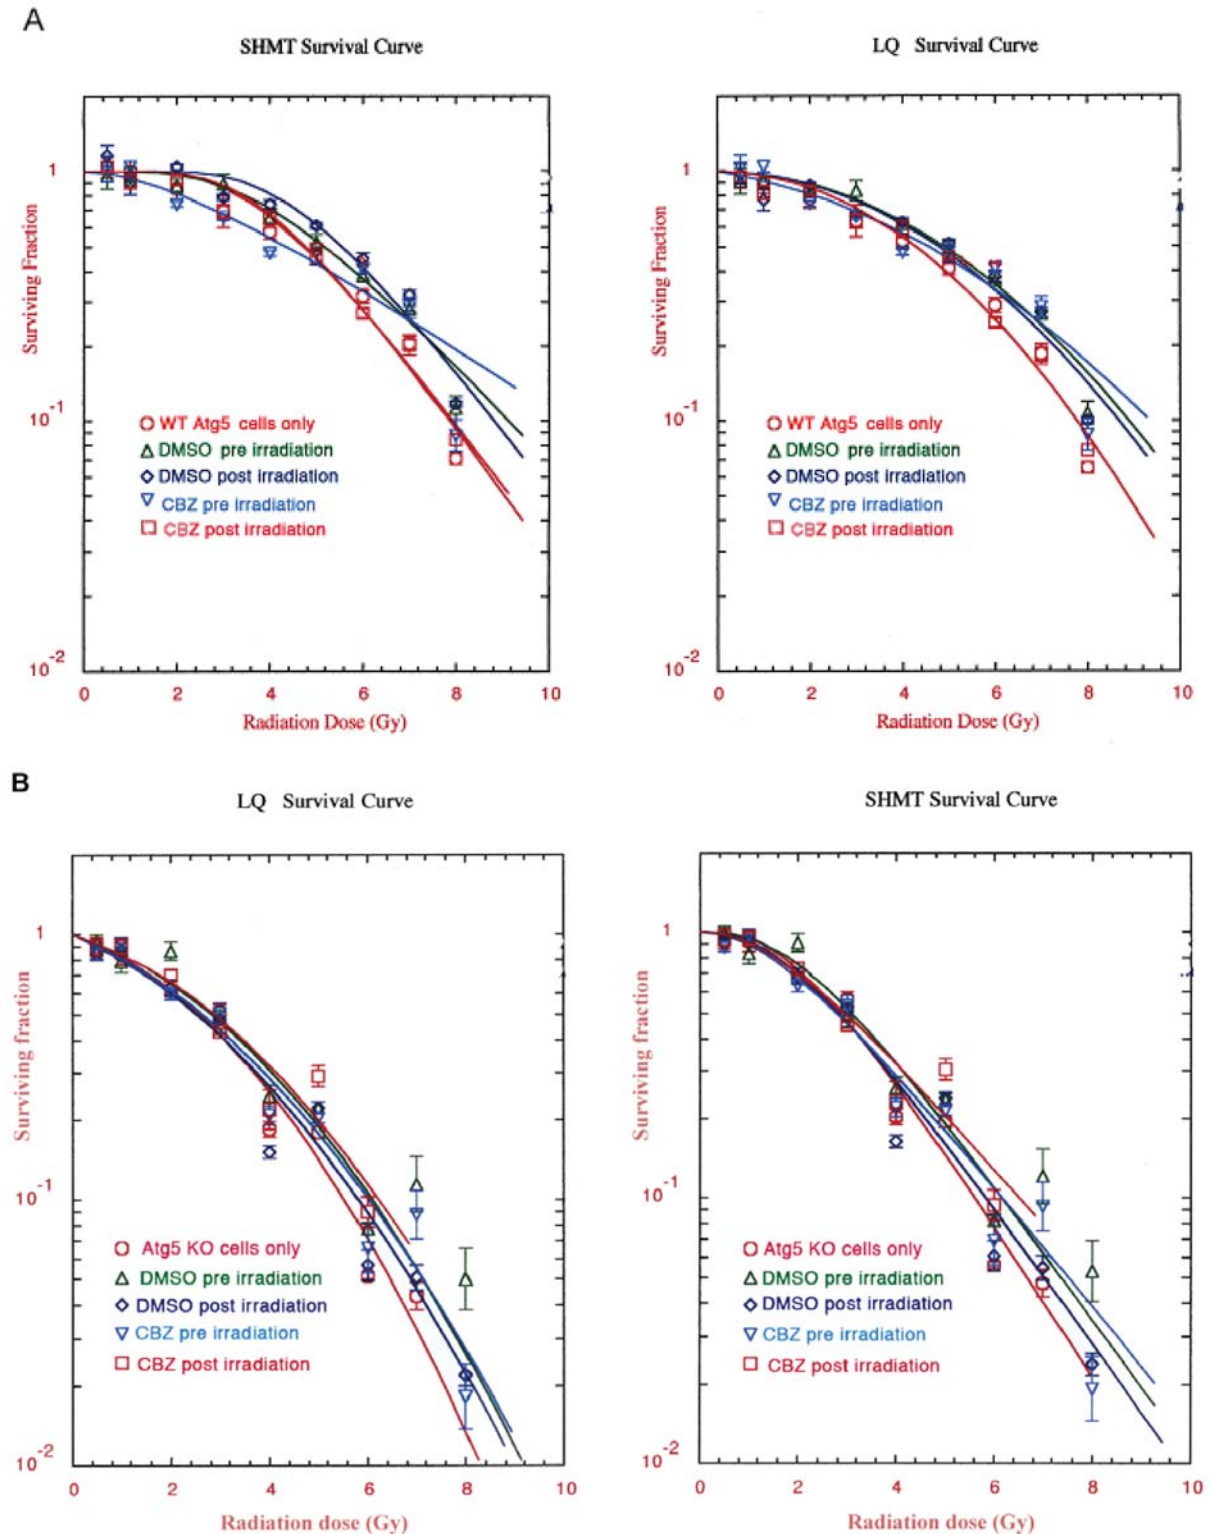 A
SHMT Survival Curve
LQ Survival Curve
1
10-1
10-2
Surviving Fraction
0 2 4 6 8 10
Radiation Dose (Gy)
WT Atg5 cells only
DMSO pre irradiation
DMSO post irradiation
CBZ pre irradiation
CBZ post irradiation
1
10-1
10-2
Surviving Fraction
0 2 4 6 8 10
Radiation Dose (Gy)
WT Atg5 cells only
DMSO pre irradiation
DMSO post irradiation
CBZ pre irradiation
CBZ post irradiation
B
LQ Survival Curve
SHMT Survival Curve
1
10-1
10-2
Surviving fraction
0 2 4 6 8 10
Radiation dose (Gy)
Atg5 KO cells only
DMSO pre irradiation
DMSO post irradiation
CBZ pre irradiation
CBZ post irradiation
1
10-1
10-2
Surviving fraction
0 2 4 6 8 10
Radiation dose (Gy)
Atg5 KO cells only
DMSO pre irradiation
DMSO post irradiation
CBZ pre irradiation
CBZ post irradiation